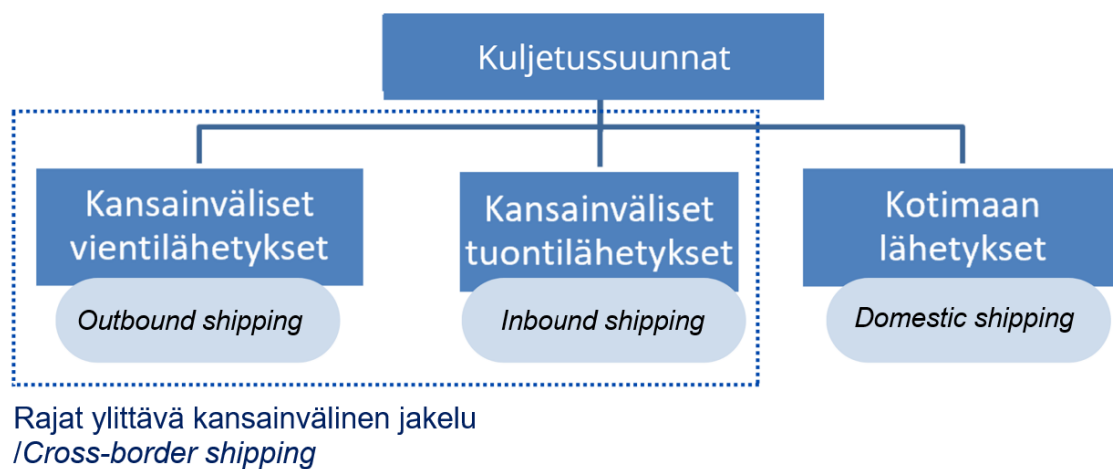 Kuljetussuunnat
Kansainväliset
vientilähetykset
Outbound shipping
Kansainväliset
tuontilähetykset
Inbound shipping
Kotimaan
lähetykset
Domestic shipping
Rajat ylittävä kansainvälinen jakelu
/Cross-border shipping